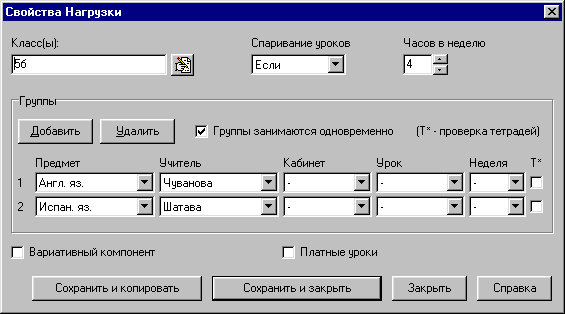 Свойства Нагрузки
Класс(ы): Спаривание уроков Часов в неделю
5б Если 4
Группы
Добавить Удалить Группы занимаются одновременно (Т* - проверка тетрадей)
Предмет Учитель Кабинет Урок Неделя Т*
1 Англ. яз. Чуванова - - -
2 Испан. яз. Шатава - - -
Вариативный компонент Платные уроки
Сохранить и копировать Сохранить и закрыть Закрыть Справка